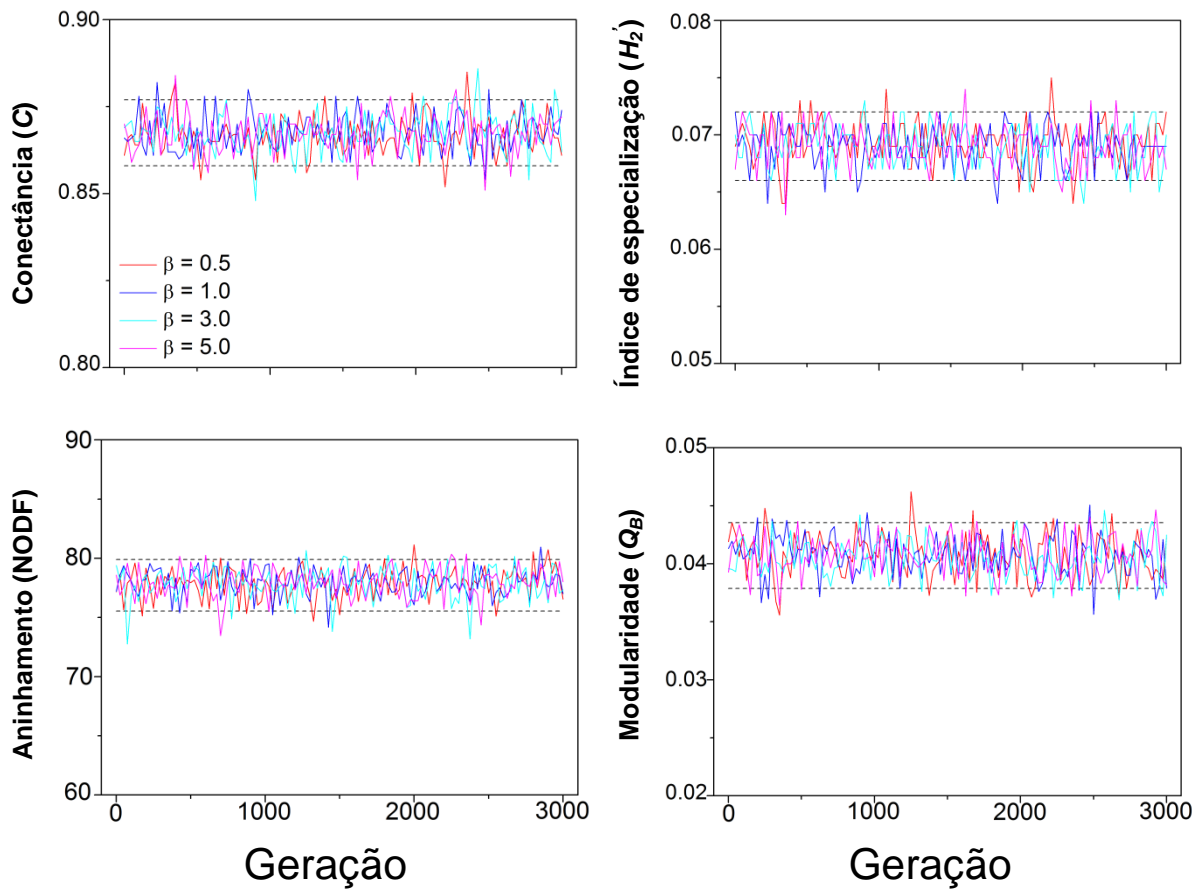 Conectância (C)
0.90
0.85
0.80
β = 0.5
β = 1.0
β = 3.0
β = 5.0
Índice de especialização (H2')
0.08
0.07
0.06
0.05
Aninhamento (NODF)
90
80
70
60
0 1000 2000 3000
Geração
Modularidade (QB)
0.05
0.04
0.03
0.02
0 1000 2000 3000
Geração